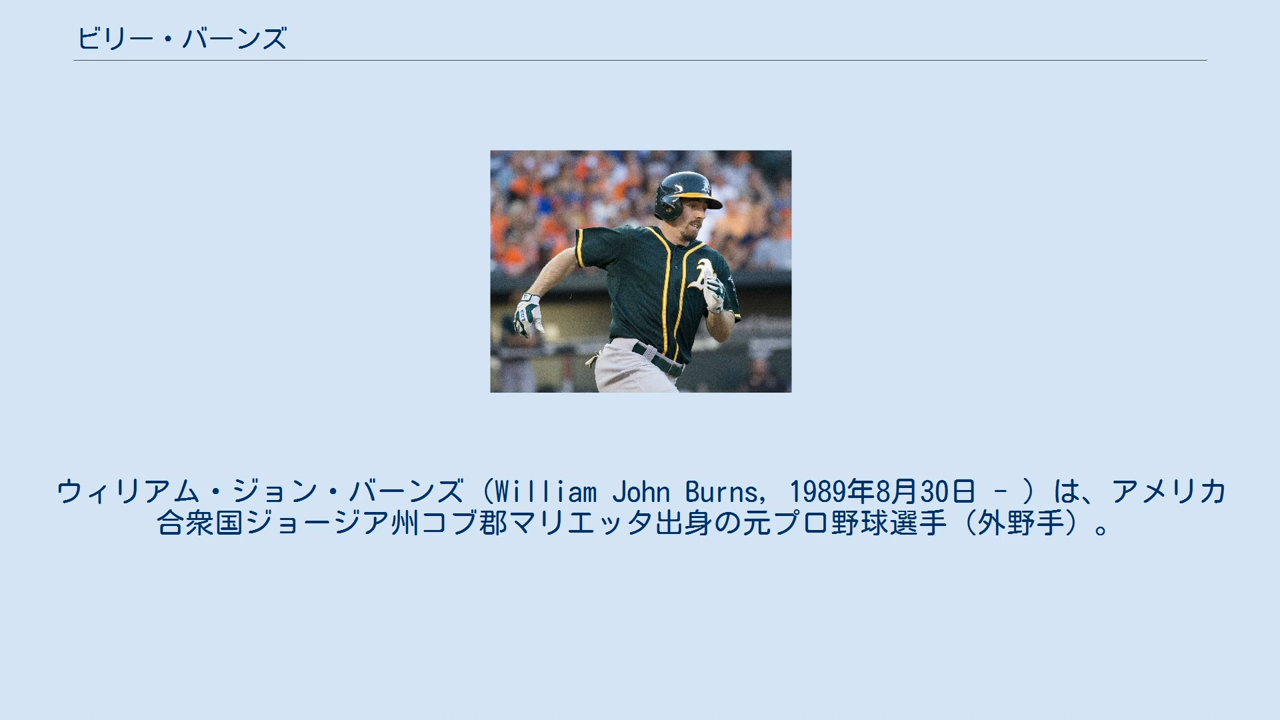 ビリー・バーンズ
ウィリアム・ジョン・バーンズ（William John Burns, 1989年8月30日 - ）は、アメリカ
合衆国ジョージア州コブ郡マリエッタ出身の元プロ野球選手（外野手）。